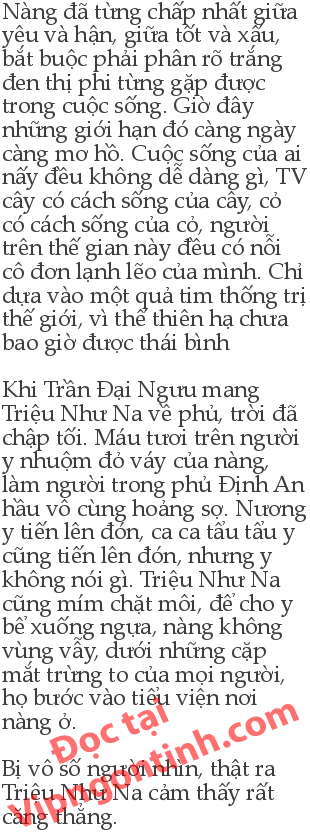 Nàng đã từng chấp nhất giữa
yêu và hận, giữa tốt và xấu,
bắt buộc phải phân rõ trắng
đen thị phi từng gặp được
trong cuộc sống. Giờ đây
những giới hạn đó càng ngày
càng mơ hồ. Cuộc sống của ai
nấy đều không dễ dàng gì, TV
cây có cách sống của cây, cỏ
có cách sống của cỏ, người
trên thế gian này đều có nỗi
cô đơn lạnh lẽo của mình. Chỉ
dựa vào một quả tim thống trị
thế giới, vì thế thiên hạ chưa
bao giờ được thái bình
Khi Trần Đại Ngưu mang
Triệu Như Na về phủ, trời đã
chập tối. Máu tươi trên người
y nhuộm đỏ váy của nàng,
làm người trong phủ Định An
hầu vô cùng hoảng sợ. Nương
y tiến lên đón, ca ca tẩu tẩu y
cũng tiến lên đón, nhưng y
không nói gì. Triệu Như Na
cũng mím chặt môi, để cho y
bế xuống ngựa, nàng không
vùng vẫy, dưới những cặp
mắt trừng to của mọi người,
họ bước vào tiểu viện nơi
nàng ở.
Đọc tại
Vipngontinh.com
Bị vô số người nhìn, thật ra
Triệu Như Na cảm thấy rất
căng thẳng.